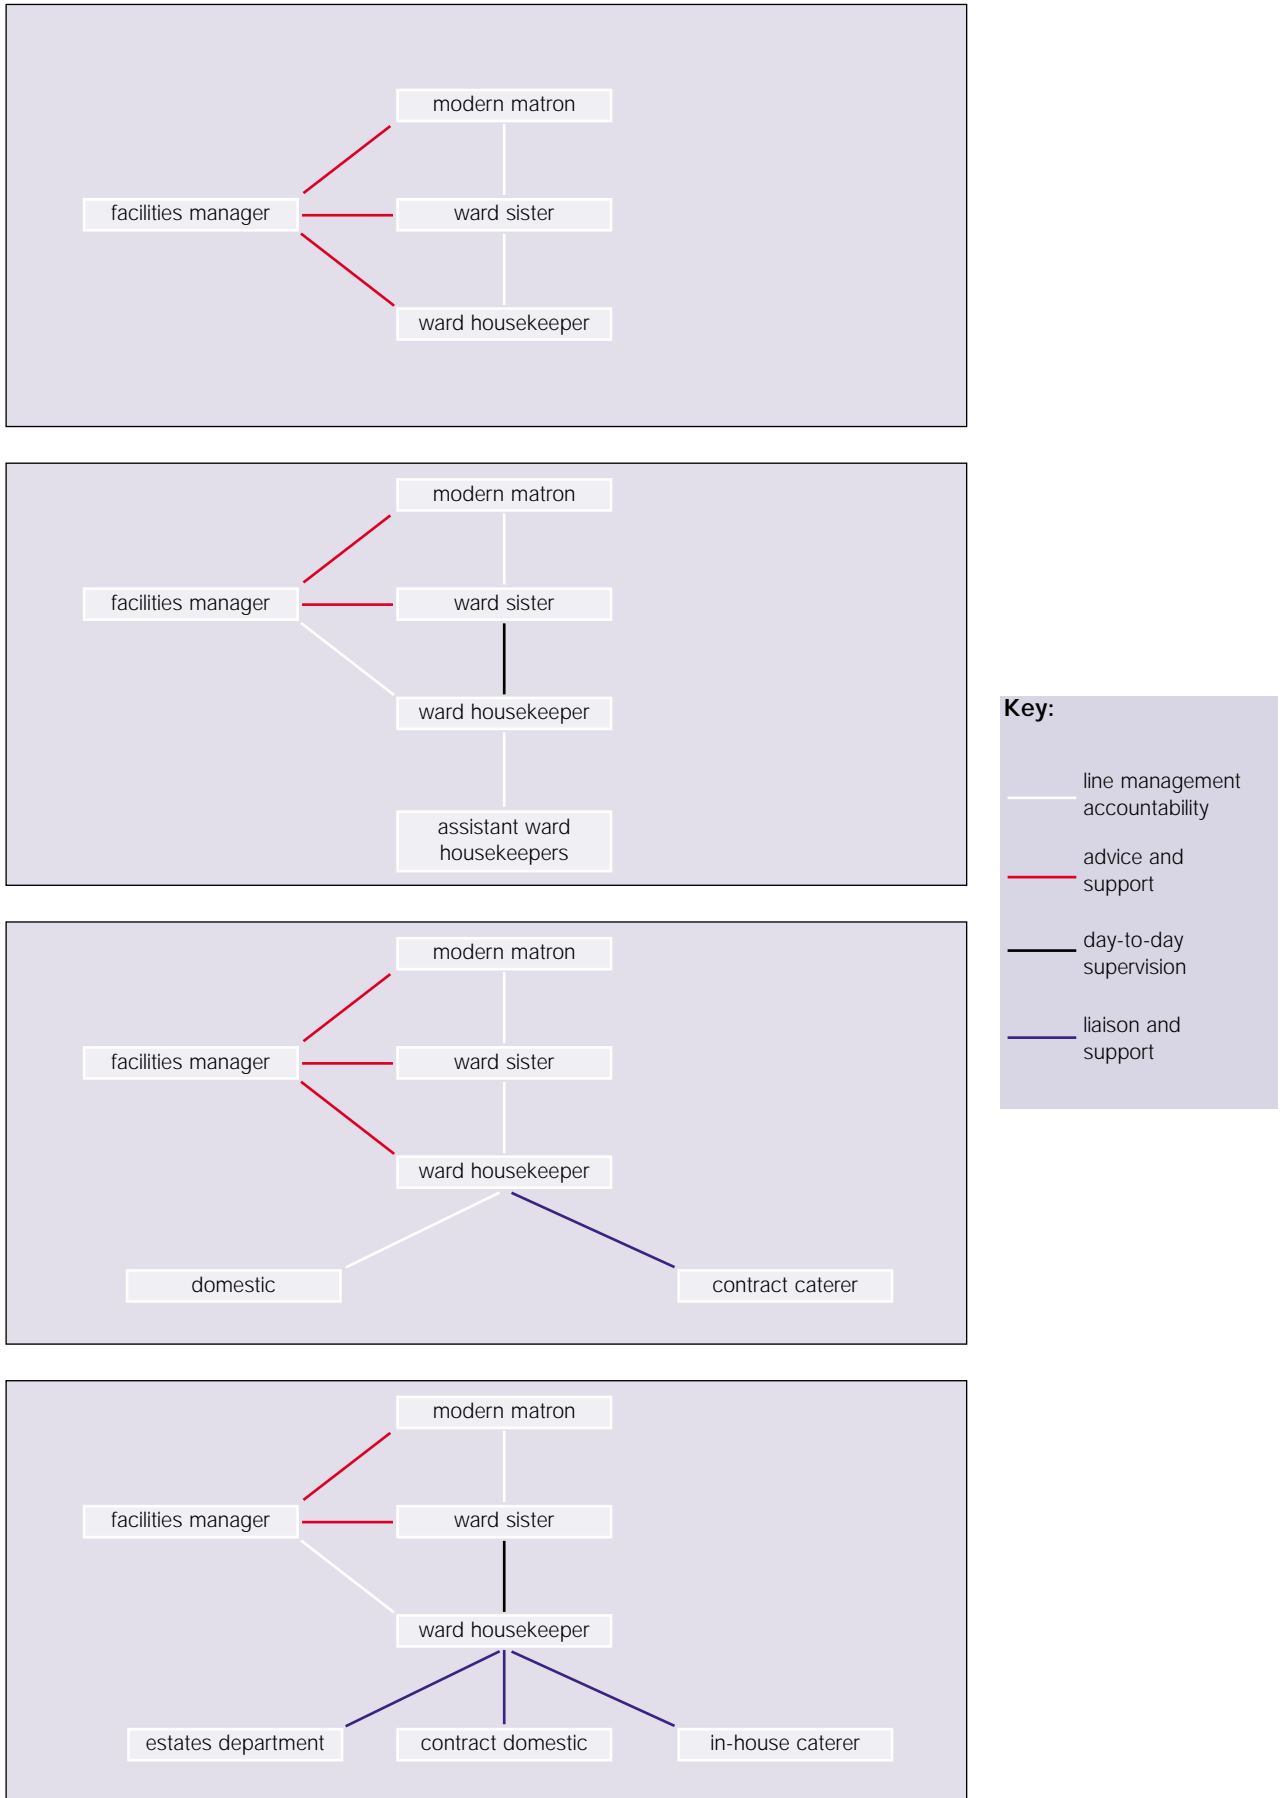 modern matron
facilities manager
ward sister
ward housekeeper
modern matron
facilities manager
ward sister
ward housekeeper
assistant ward
housekeepers
modern matron
facilities manager
ward sister
ward housekeeper
domestic
contract caterer
modern matron
facilities manager
ward sister
ward housekeeper
estates department
contract domestic
in-house caterer
Key:
line management
accountability
advice and
support
day-to-day
supervision
liaison and
support